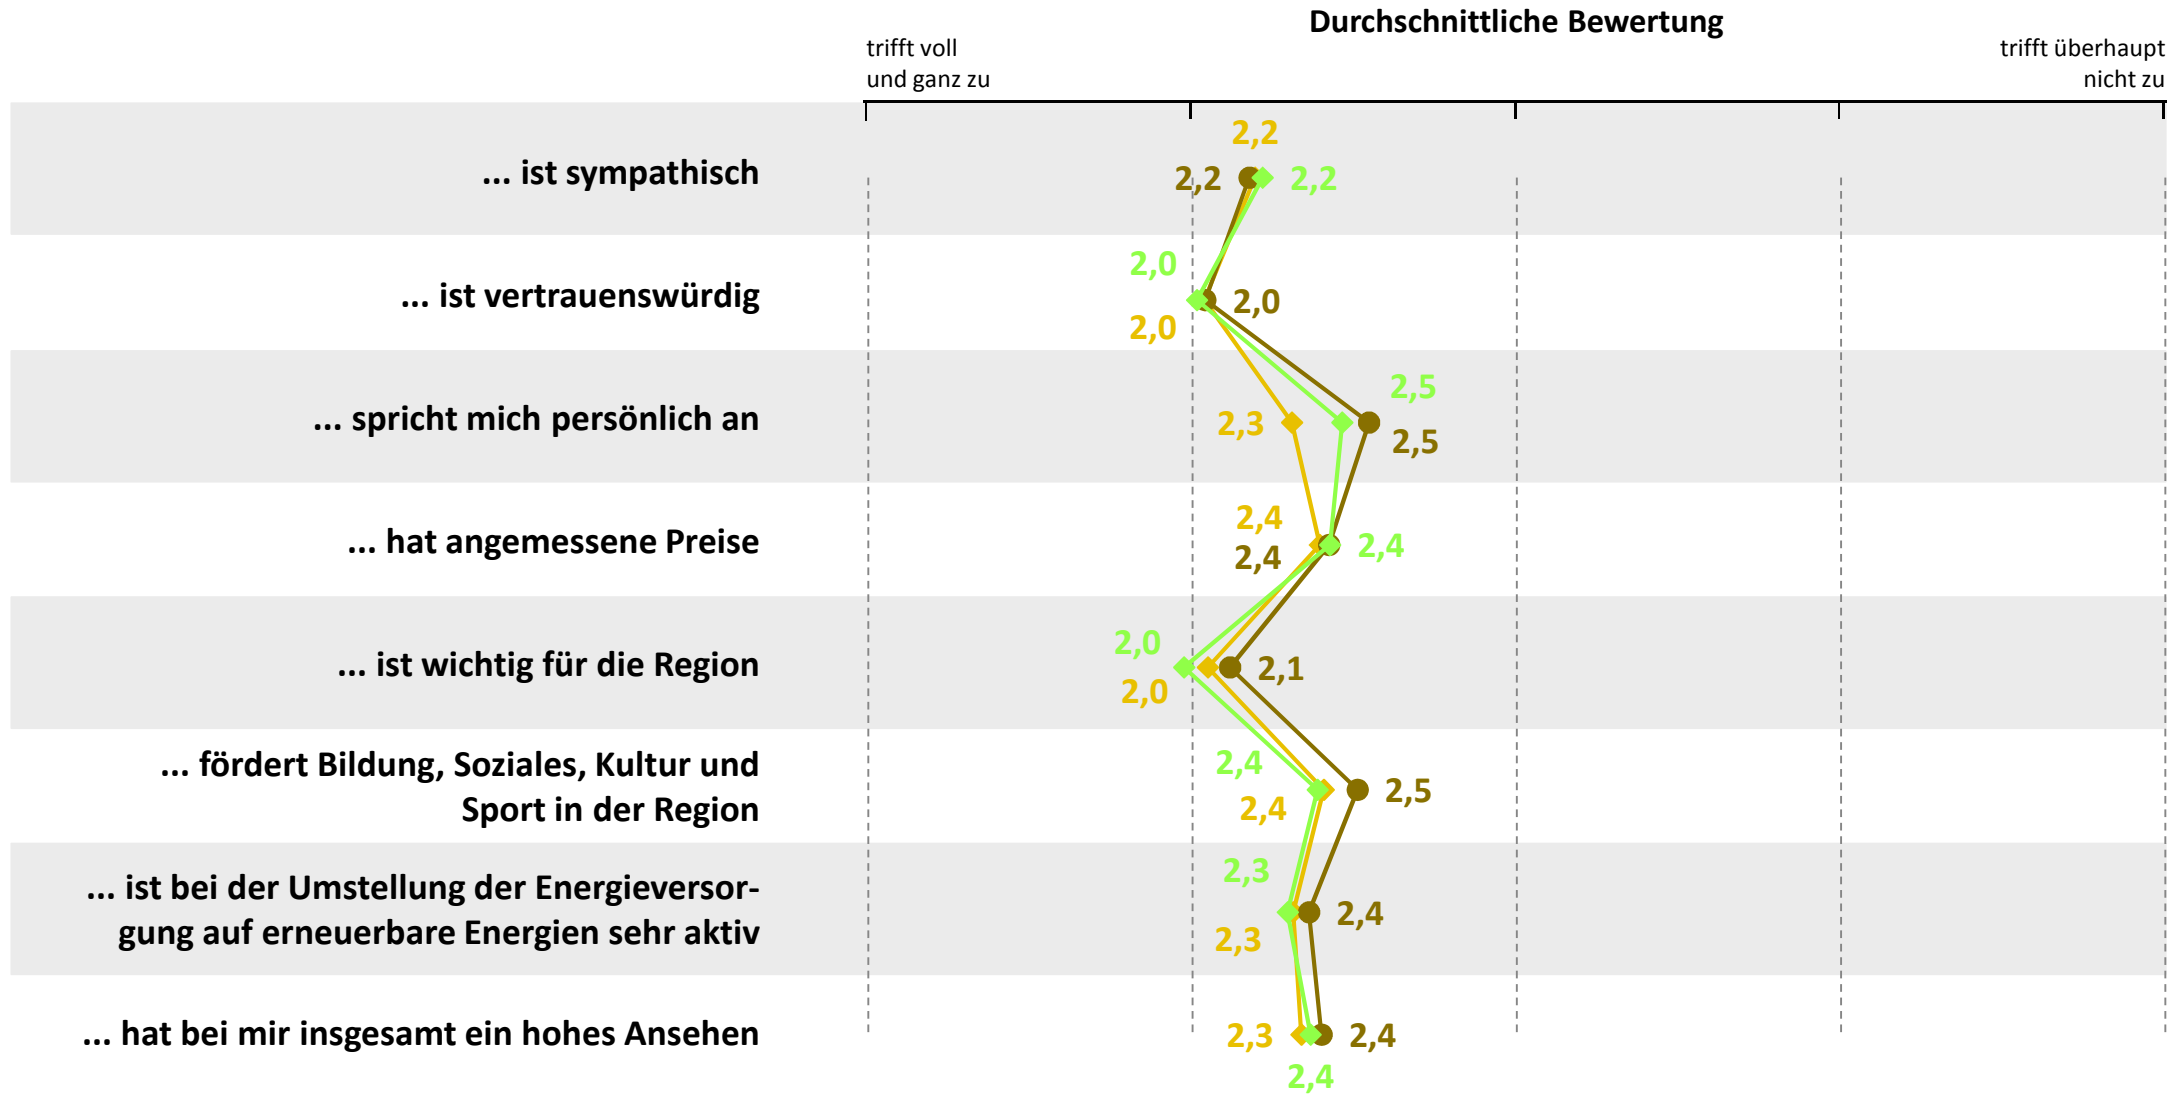 Durchschnittliche Bewertung
trifft voll
und ganz zu
trifft überhaupt
nicht zu
2,2
... ist sympathisch
2,2
2,2
2,0
... ist vertrauenswürdig
2,0
2,0
2,5
... spricht mich persönlich an
2,3
2,5
2,4
... hat angemessene Preise
2,4
2,4
2,0
... ist wichtig für die Region
2,1
2,0
... fördert Bildung, Soziales, Kultur und
Sport in der Region
2,4
2,5
2,4
2,3
... ist bei der Umstellung der Energieversor-
gung auf erneuerbare Energien sehr aktiv
2,4
2,3
... hat bei mir insgesamt ein hohes Ansehen
2,3
2,4
2,4